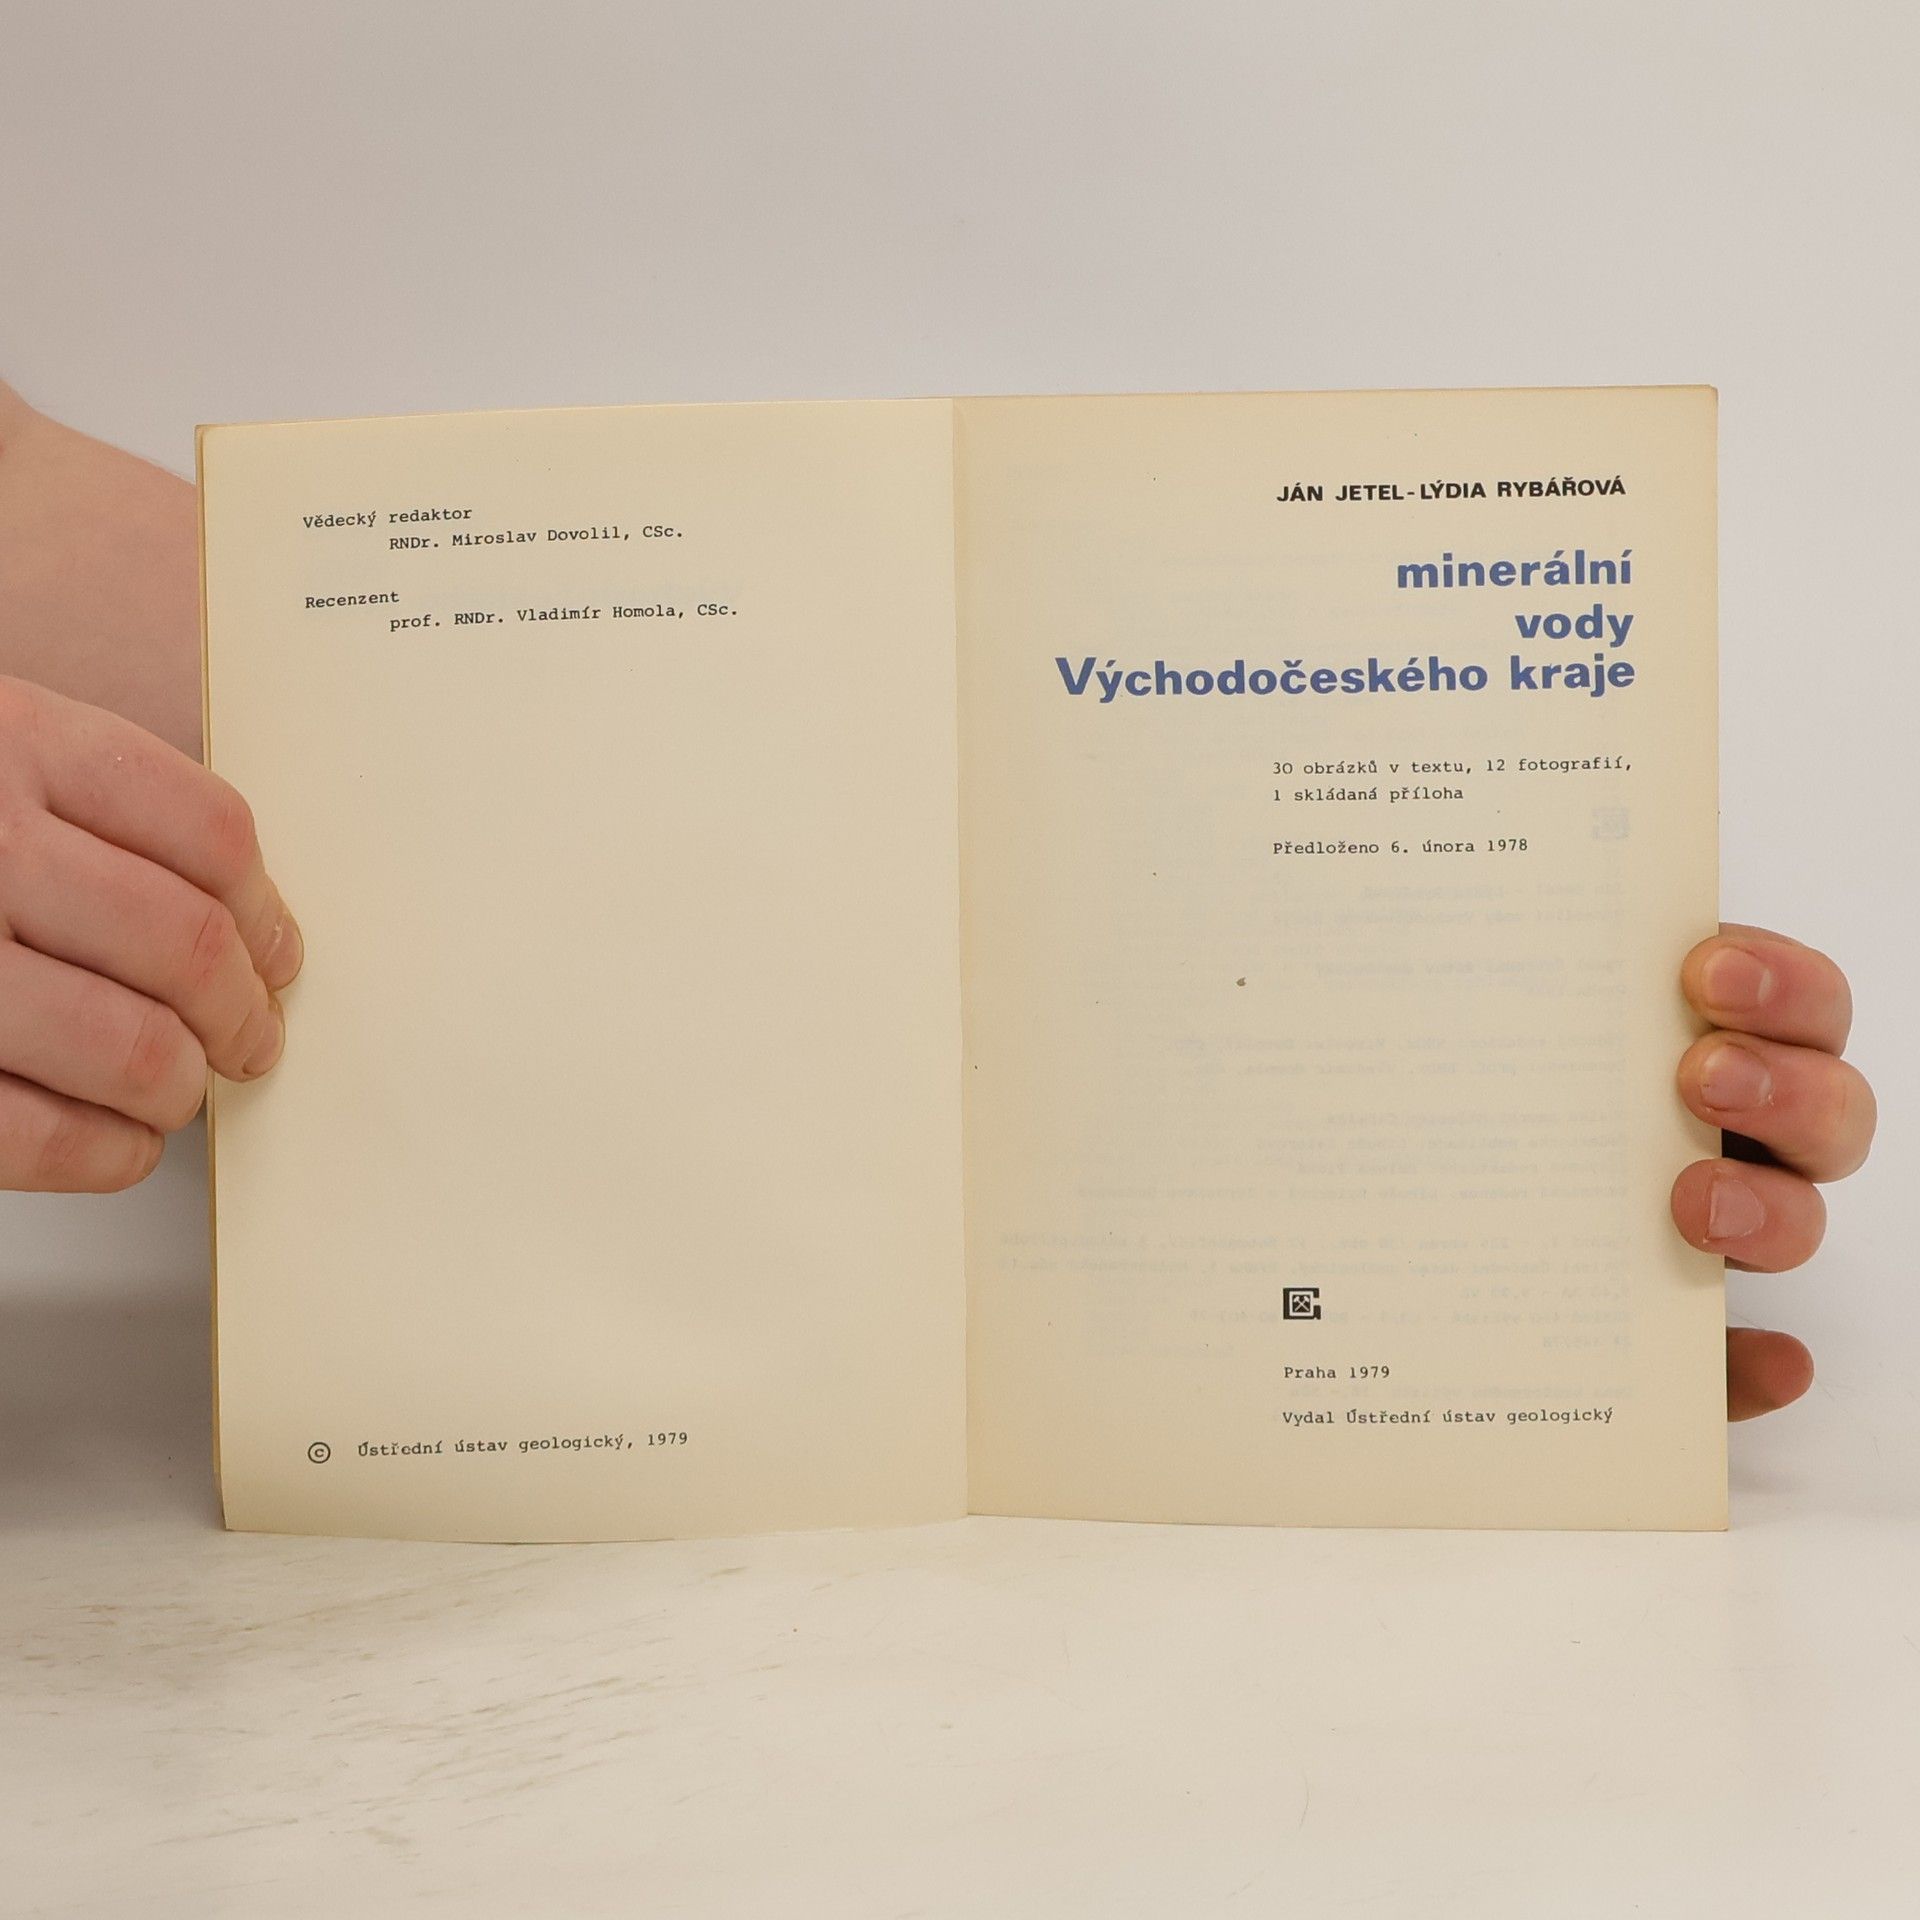 Vědecký redaktor
RNDr. Miroslav Dovolil, CSc.
Recenzent
prof. RNDr. Vladimír Homola, CSc.
© Ústřední ústav geologický, 1979
JÁN JETEL-LÝDIA RYBÁŘOVÁ
minerální
vody
Východočeského kraje
30 obrázků v textu, 12 fotografií,
1 skládaná příloha
Předloženo 6. února 1978
Praha 1979
Vydal Ústřední ústav geologický